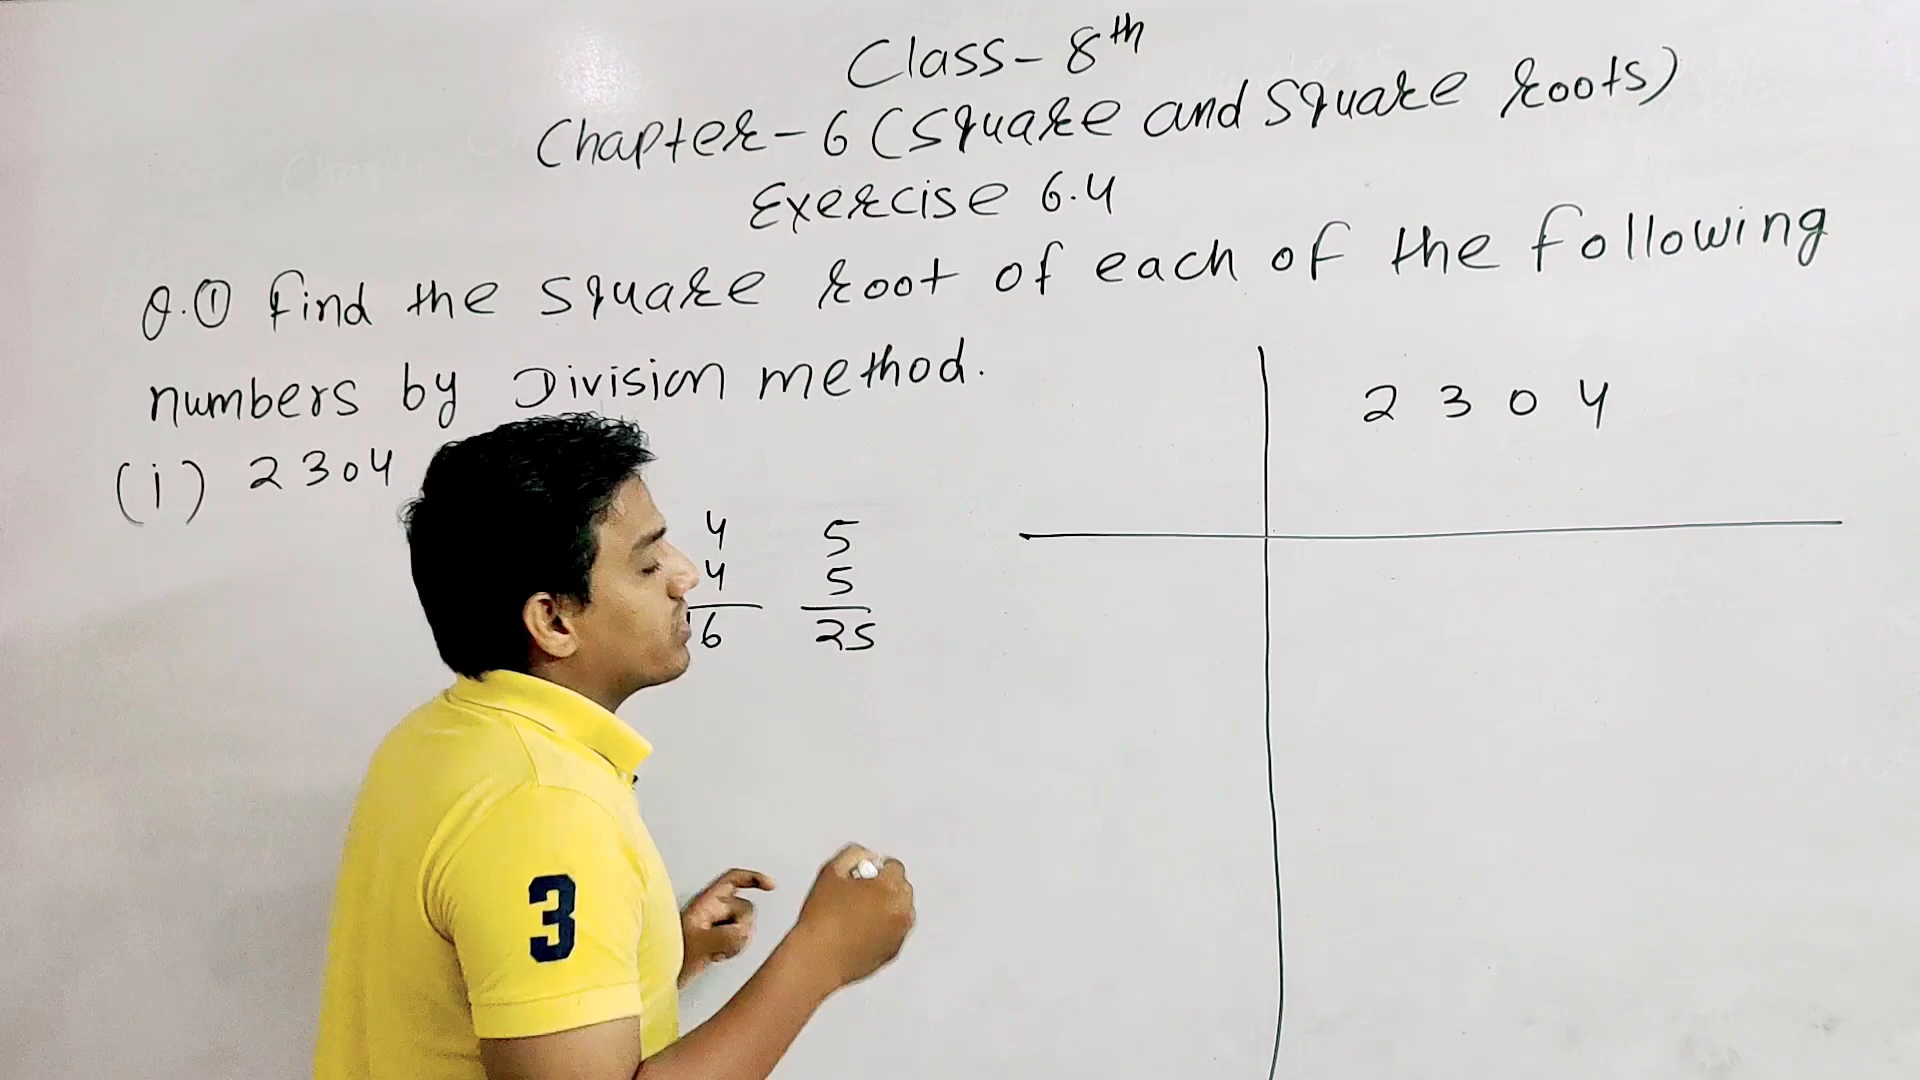 Class - 8th
Chapter - 6 (Square and Square Roots)
Exercise 6.4
Q.① Find the Square root of each of the following
numbers by Division method.
(i) 2304
2 3 0 4
4 5
4 5
16 25
3